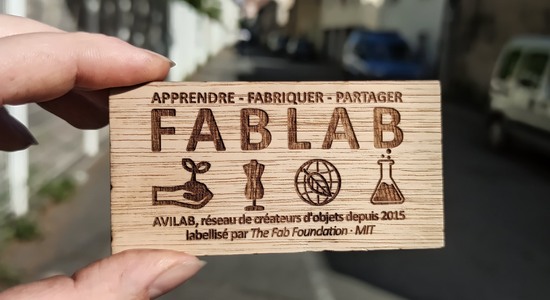 APPRENDRE - FABRIQUER - PARTAGER
FABLAB
AVILAB, réseau de créateurs d'objets depuis 2015
labellisé par The Fab Foundation · MIT